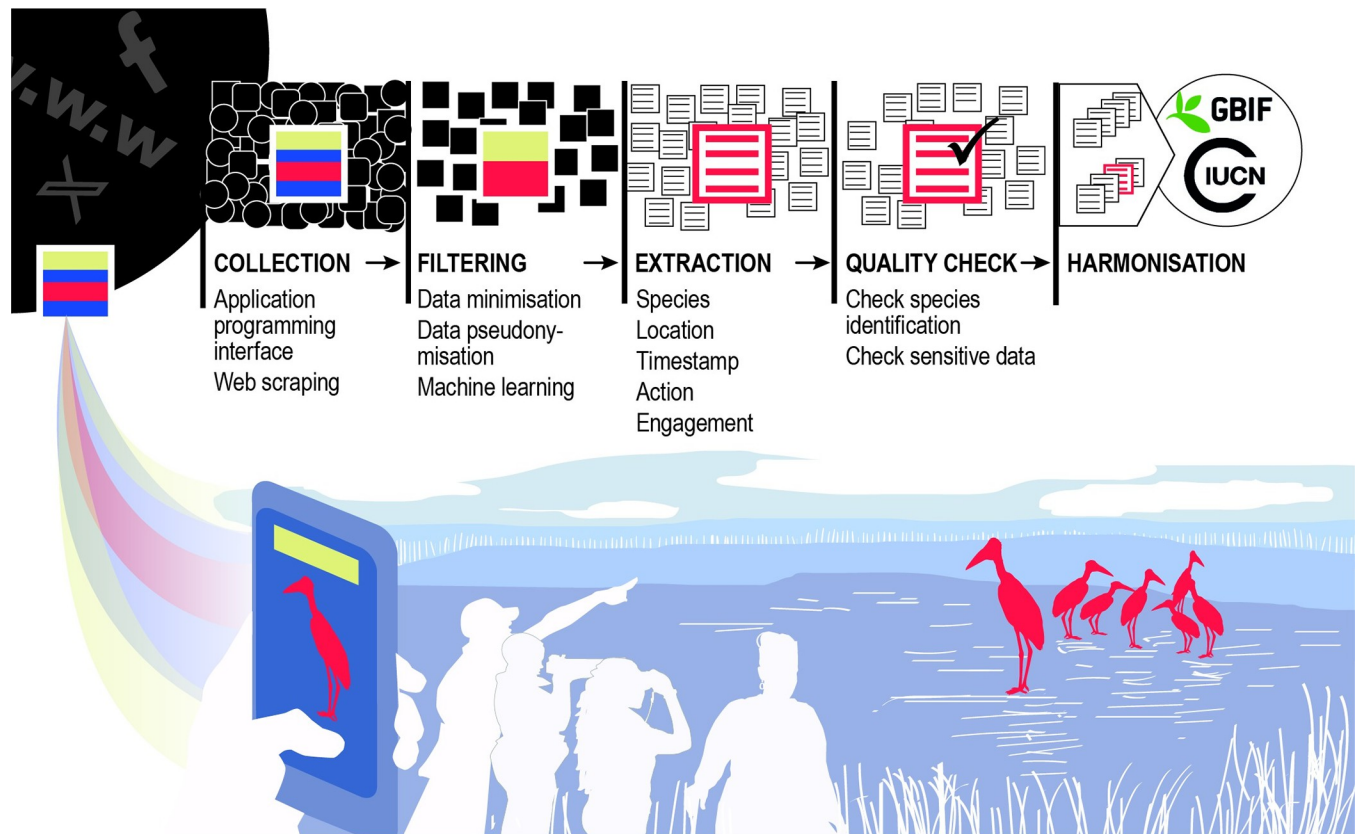 f
w.w.w
X
GBIF
IUCN
COLLECTION → FILTERING → EXTRACTION → QUALITY CHECK → HARMONISATION
Application
programming
interface
Web scraping
Data minimisation
Data pseudony-
misation
Machine learning
Species
Location
Timestamp
Action
Engagement
Check species
identification
Check sensitive data